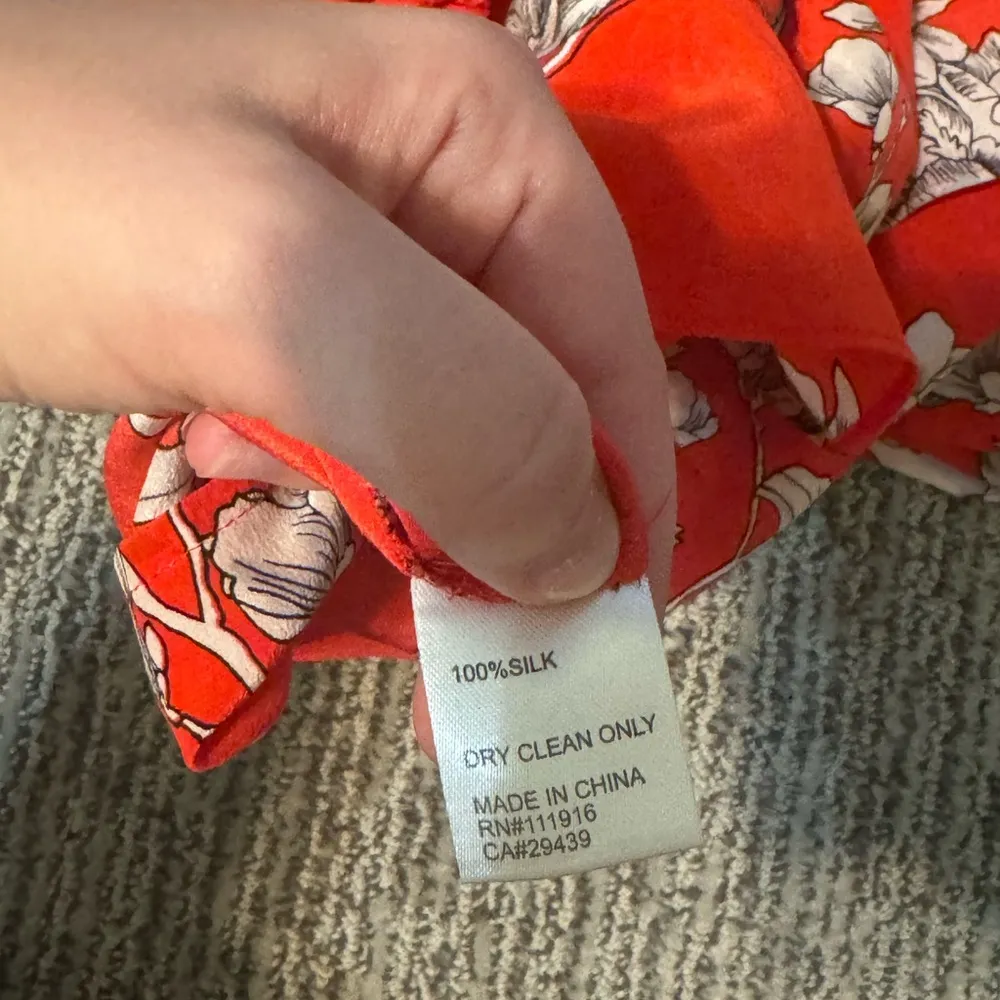 100%SILK
DRY CLEAN ONLY
MADE IN CHINA
RN#111916
CA#29439